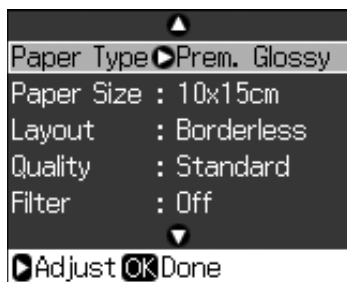 Paper Type Prem. Glossy
Paper Size : 10x15cm
Layout : Borderless
Quality : Standard
Filter : Off
Adjust OK Done